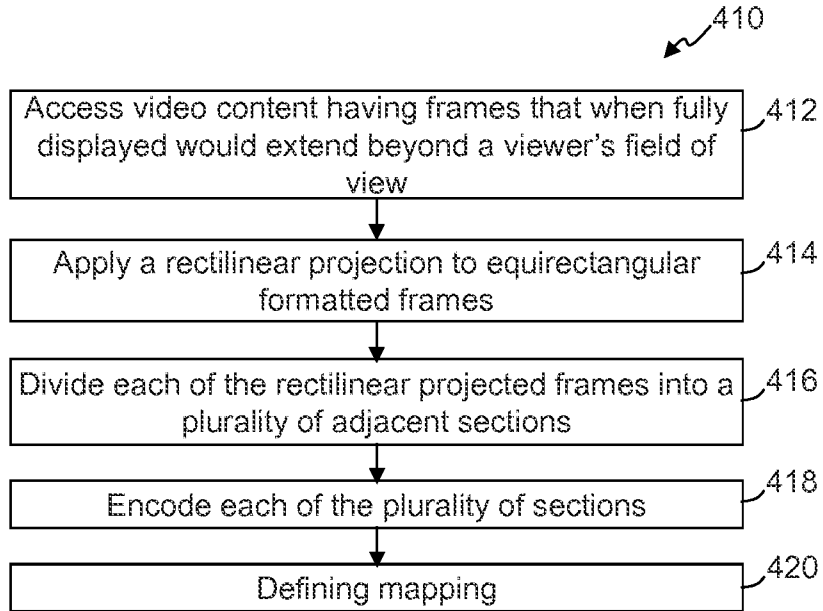 410
Access video content having frames that when fully
displayed would extend beyond a viewer's field of
view
412
Apply a rectilinear projection to equirectangular
formatted frames
414
Divide each of the rectilinear projected frames into a
plurality of adjacent sections
416
Encode each of the plurality of sections
418
Defining mapping
420